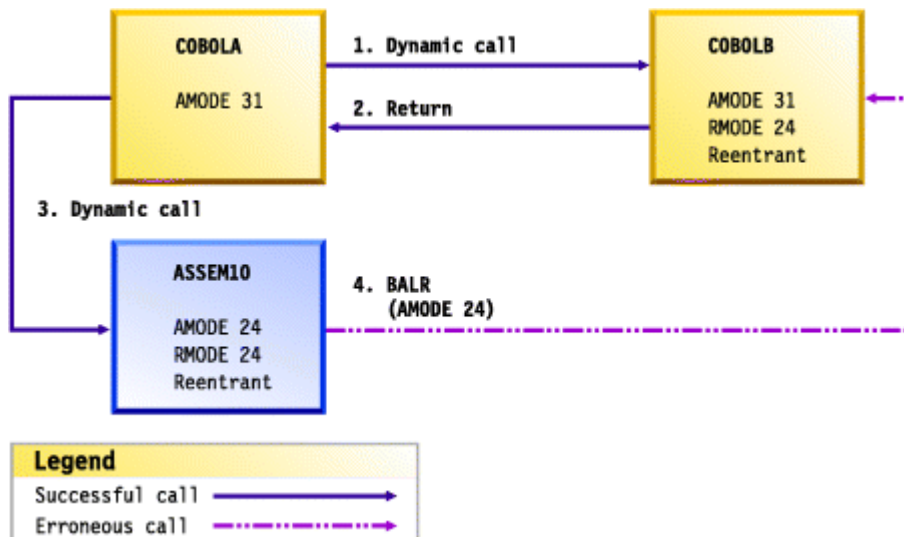 COBOLA
AMODE 31
1. Dynamic call
2. Return
COBOLB
AMODE 31
RMODE 24
Reentrant
3. Dynamic call
ASSEM10
AMODE 24
RMODE 24
Reentrant
4. BALR
(AMODE 24)
Legend
Successful call
Erroneous call